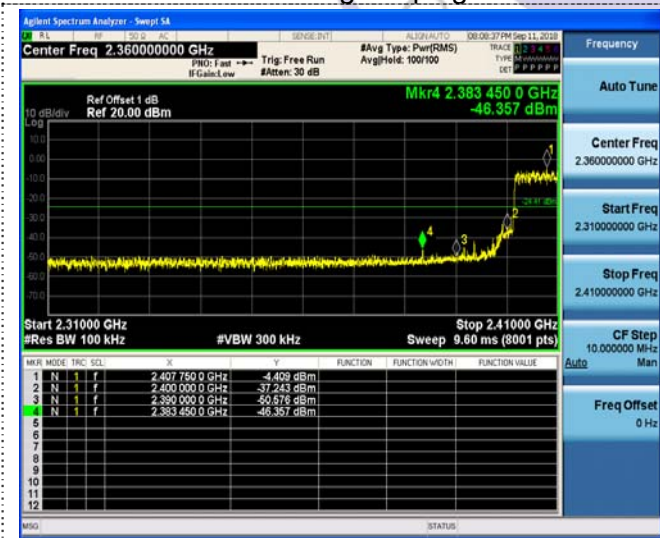 Agilent Spectrum Analyzer - Swept SA
RL RF 50 Ω AC SENSE:INT ALIGNAUTO 08:08:37 PM Sep 11, 2018
Center Freq 2.360000000 GHz
PNO: Fast
IFGain:Low
Trig: Free Run
#Atten: 30 dB
#Avg Type: Pwr(RMS)
Avg|Hold: 100/100
TRACE 1 2 3 4 5 6
TYPE
DET P P P P P P
Mkr4 2.383 450 0 GHz
-46.357 dBm
Ref Offset 1 dB
10 dB/div Ref 20.00 dBm
Log
10.0
0.00
-10.0
-20.0
-30.0
-40.0
-50.0
-60.0
-70.0
1
-24.41 dBm
2
3
4
Start 2.31000 GHz Stop 2.41000 GHz
#Res BW 100 kHz #VBW 300 kHz Sweep 9.60 ms (8001 pts)
MKR MODE TRC SCL X Y FUNCTION FUNCTION WIDTH FUNCTION VALUE
1 N 1 f 2.407 750 0 GHz -4.409 dBm
2 N 1 f 2.400 000 0 GHz -37.243 dBm
3 N 1 f 2.390 000 0 GHz -50.576 dBm
4 N 1 f 2.383 450 0 GHz -46.357 dBm
5
6
7
8
9
10
11
12
MSG STATUS
Frequency
Auto Tune
Center Freq
2.360000000 GHz
Start Freq
2.310000000 GHz
Stop Freq
2.410000000 GHz
CF Step
10.000000 MHz
Auto Man
Freq Offset
0 Hz